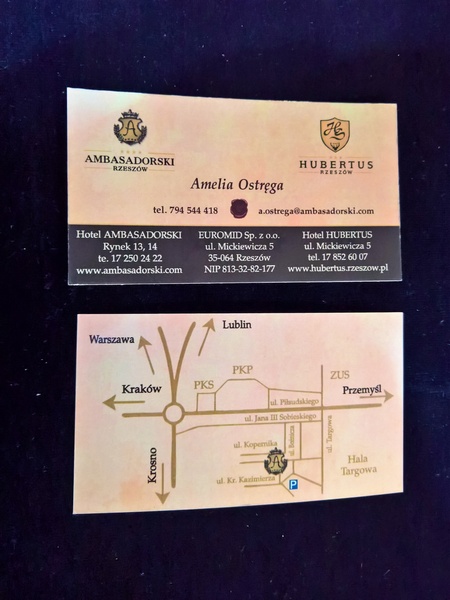 AMBASADORSKI
RZESZÓW
HUBERTUS
RZESZÓW
Amelia Ostręga
tel. 794 544 418 a.ostrega@ambasadorski.com
Hotel AMBASADORSKI
Rynek 13, 14
te. 17 250 24 22
www.ambasadorski.com
EUROMID Sp. z o.o.
ul. Mickiewicza 5
35-064 Rzeszów
NIP 813-32-82-177
Hotel HUBERTUS
ul. Mickiewicza 5
tel. 17 852 60 07
www.hubertus.rzeszow.pl
Lublin
Warszawa
PKP
ZUS
PKS
Kraków
Przemyśl
ul. Piłsudskiego
ul. Jana III Sobieskiego
ul. Kopernika
ul. Targowa
Hala
Targowa
Krosno
A
ul. Kr. Kazimierza
P